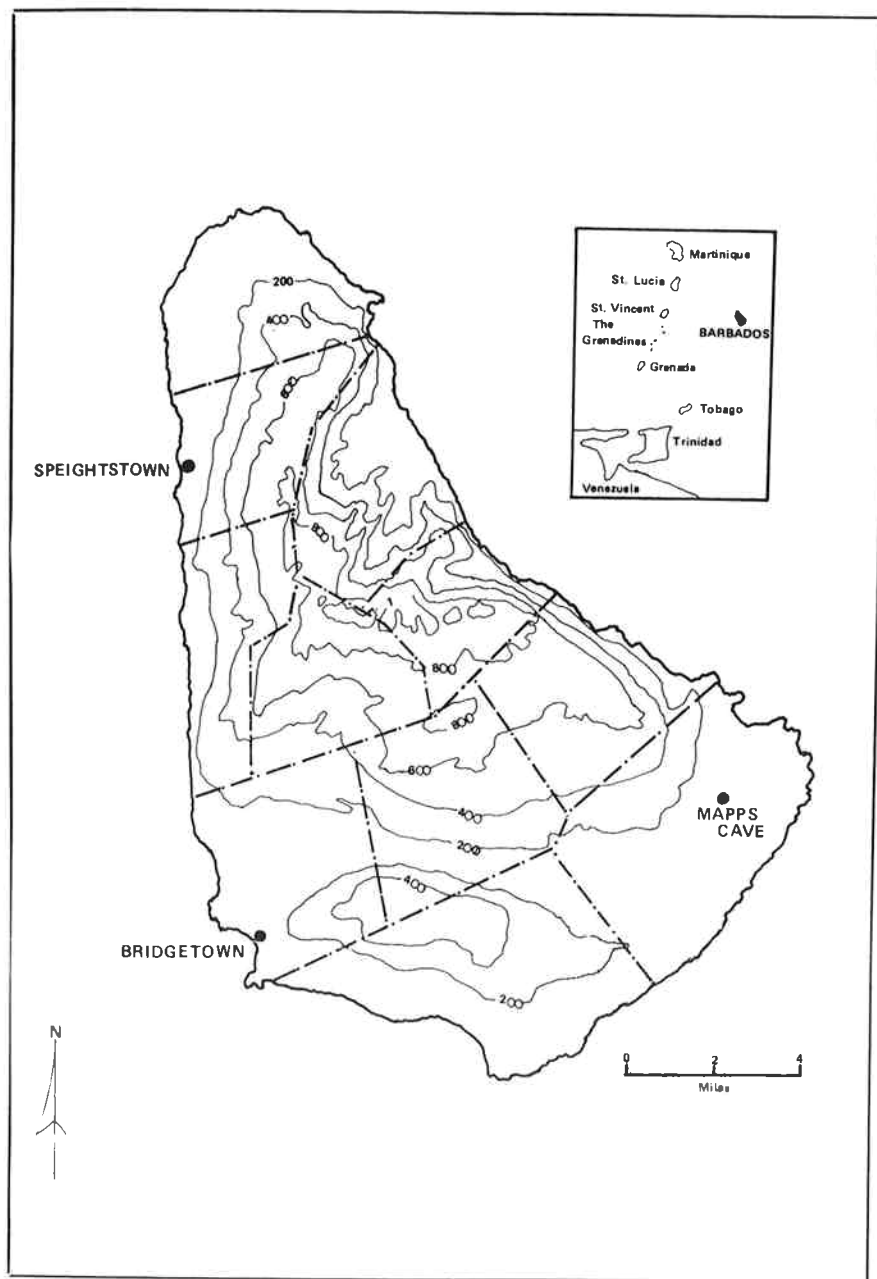 200
400
Martinique
St. Lucia
St. Vincent
The
Grenadines
BARBADOS
Grenada
Tobago
Trinidad
Venezuela
SPEIGHTSTOWN
800
800
800
600
400
200
MAPPS
CAVE
400
BRIDGETOWN
200
N
0 2 4
Miles